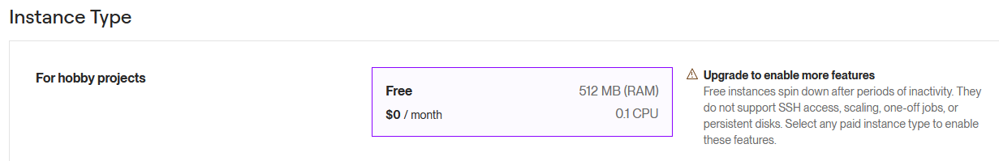 Instance Type
For hobby projects
Free 512 MB (RAM)
$0 / month 0.1 CPU
Upgrade to enable more features
Free instances spin down after periods of inactivity. They
do not support SSH access, scaling, one-off jobs, or
persistent disks. Select any paid instance type to enable
these features.